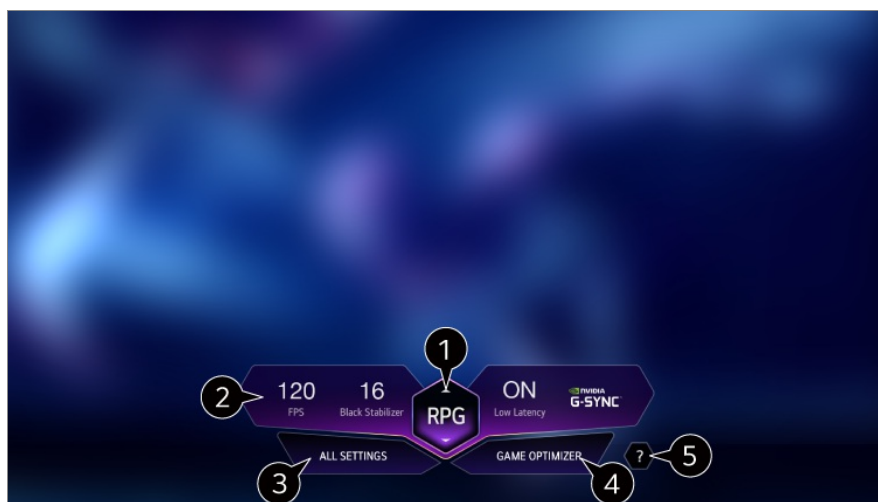 1
2
120
FPS
16
Black Stabilizer
RPG
ON
Low Latency
NVIDIA
G-SYNC
ALL SETTINGS
GAME OPTIMIZER
?
5
3
4